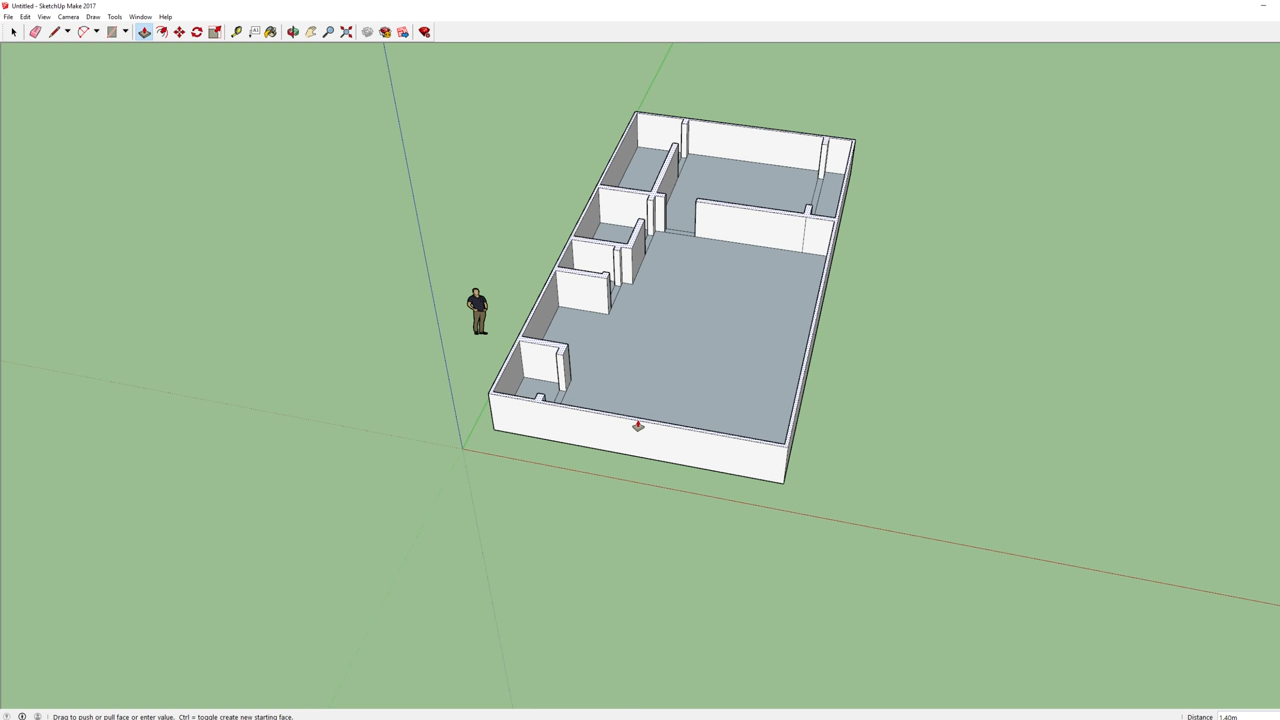 Untitled - SketchUp Make 2017
File Edit View Camera Draw Tools Window Help
Drag to push or pull face or enter value. Ctrl = toggle create new starting face. Distance 1.40m